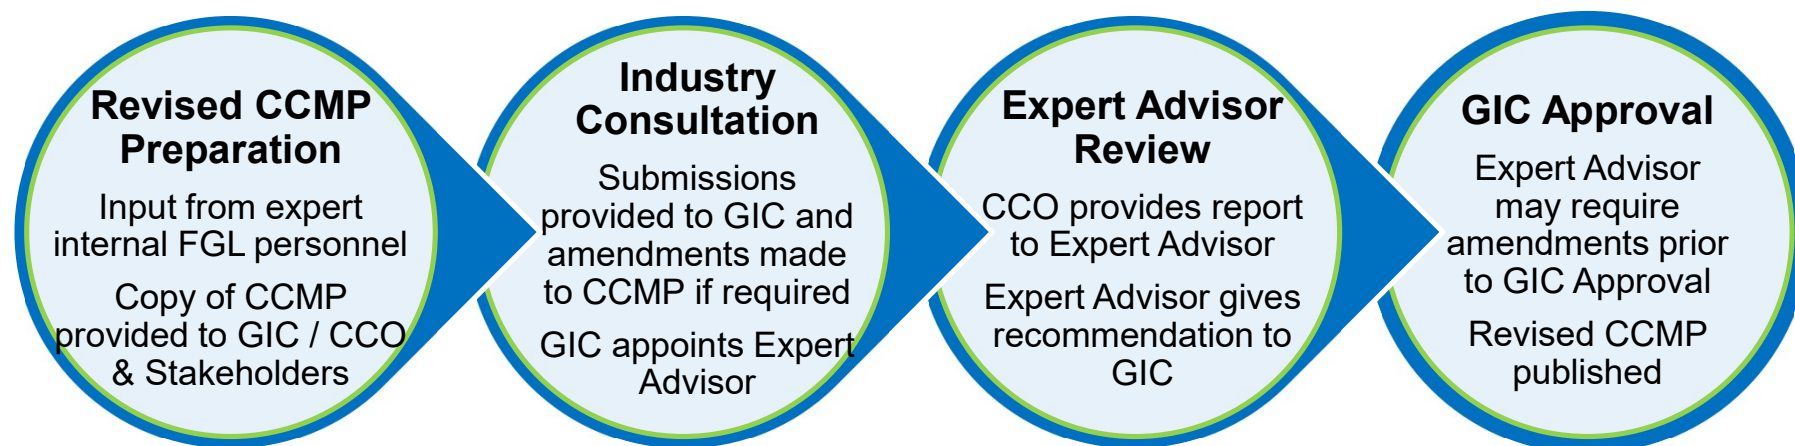 Revised CCMP
Preparation
Input from expert
internal FGL personnel
Copy of CCMP
provided to GIC / CCO
& Stakeholders
Industry
Consultation
Submissions
provided to GIC and
amendments made
to CCMP if required
GIC appoints Expert
Advisor
Expert Advisor
Review
CCO provides report
to Expert Advisor
Expert Advisor gives
recommendation to
GIC
GIC Approval
Expert Advisor
may require
amendments prior
to GIC Approval
Revised CCMP
published